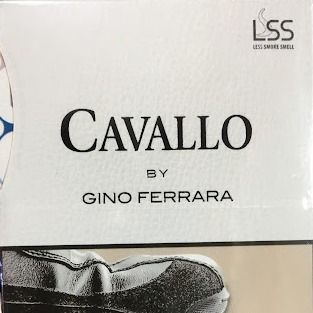 LSS
LESS SMOKE SMELL
CAVALLO
BY
GINO FERRARA